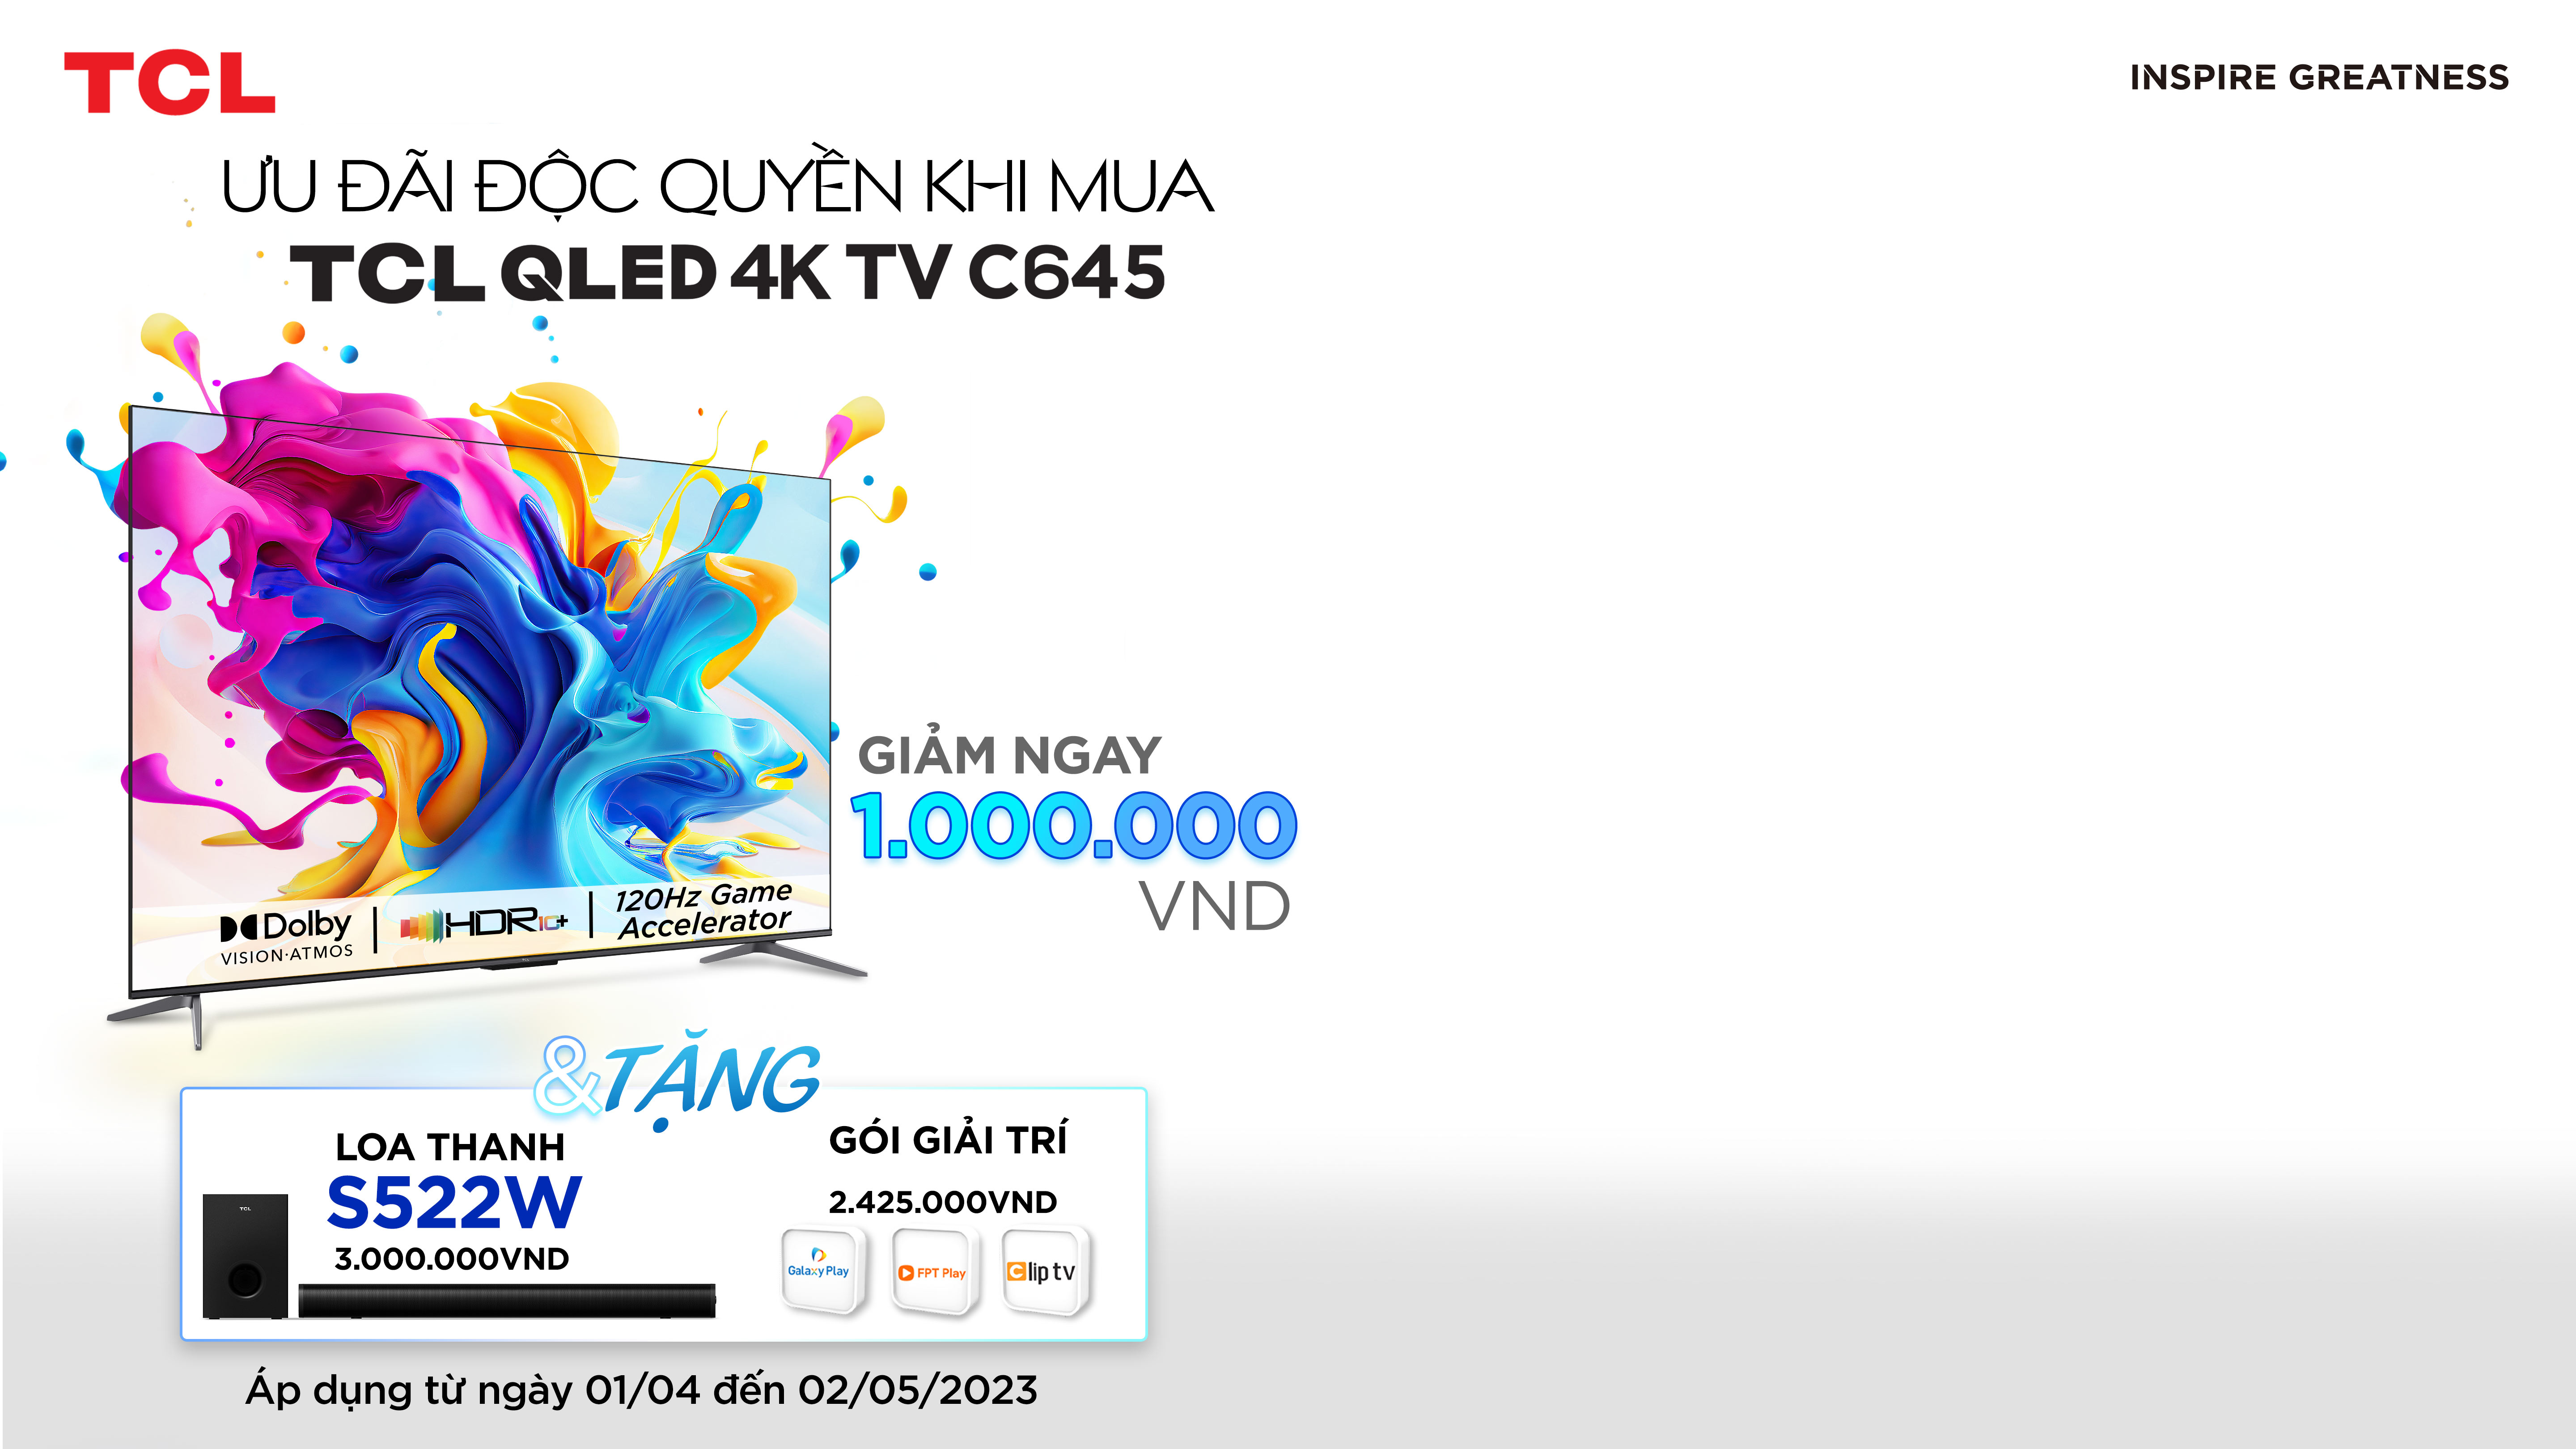 TCL
INSPIRE GREATNESS
ƯU ĐÃI ĐỘC QUYỀN KHI MUA
TCL QLED 4K TV C645
GIẢM NGAY
1.000.000
VND
Dolby
VISION·ATMOS
HDR10+
120Hz Game
Accelerator
&TẶNG
LOA THANH
S522W
3.000.000VND
TCL
GÓI GIẢI TRÍ
2.425.000VND
Galaxy Play
FPT Play
Clip tv
Áp dụng từ ngày 01/04 đến 02/05/2023